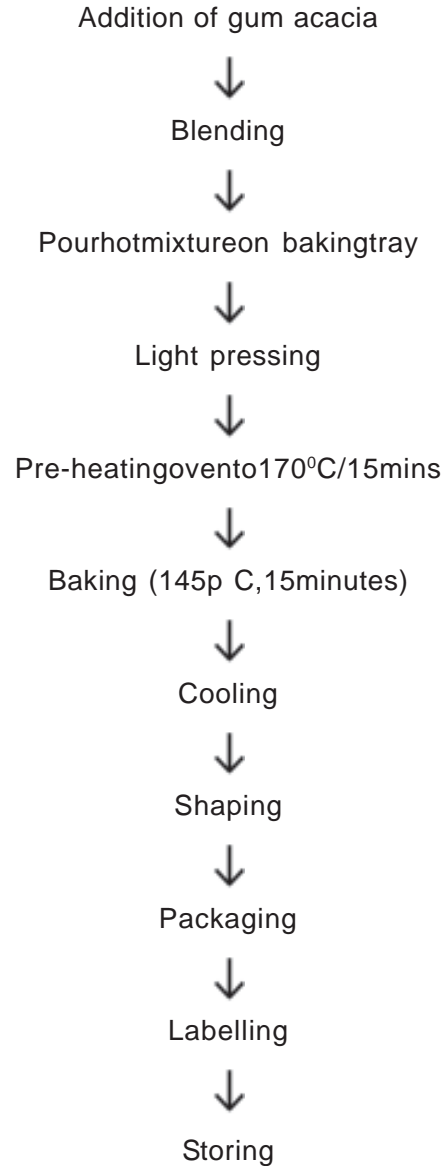 Addition of gum acacia
Blending
Pourhotmixtureon bakingtray
Light pressing
Pre-heatingovento170⁰C/15mins
Baking (145p C,15minutes)
Cooling
Shaping
Packaging
Labelling
Storing